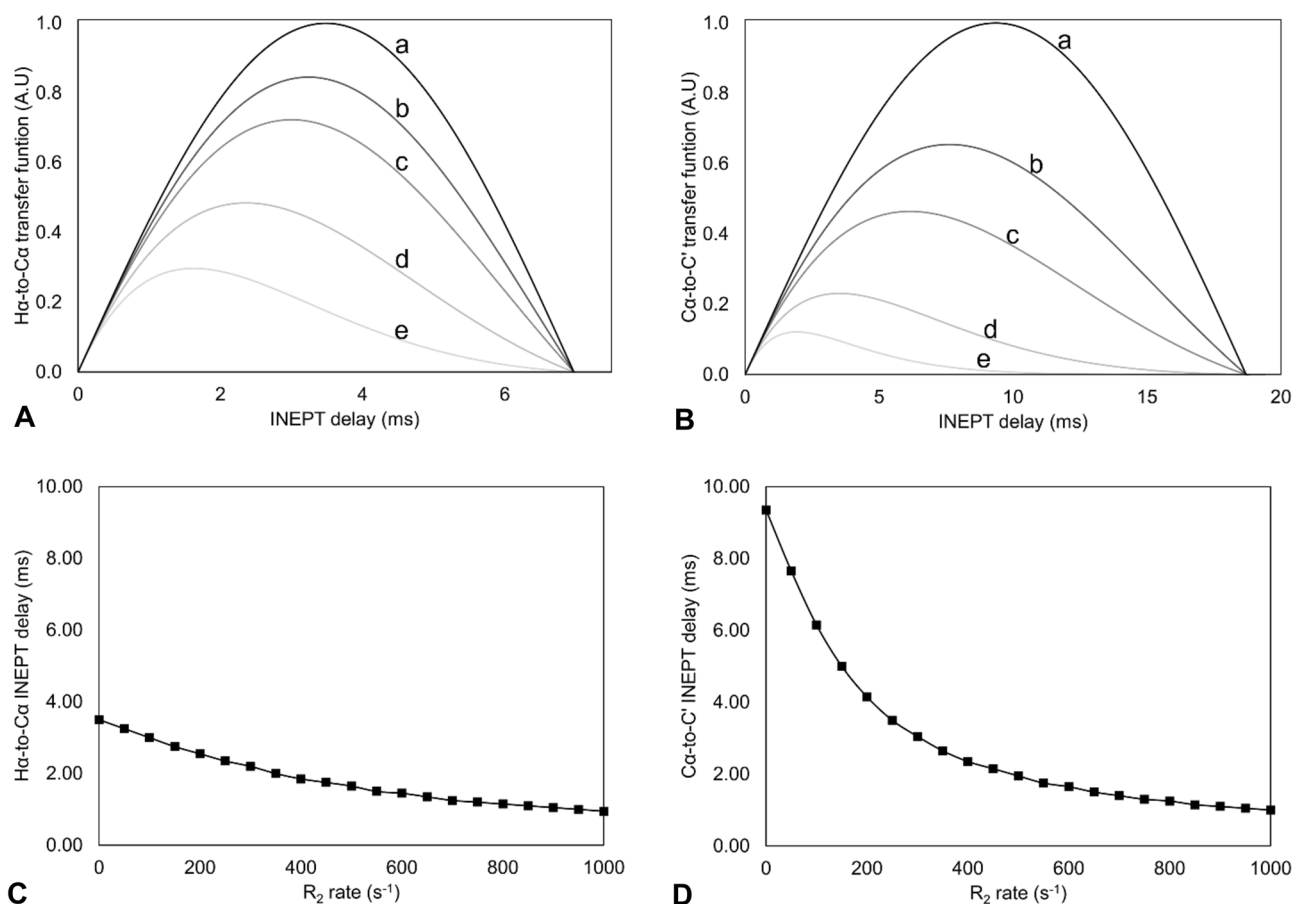 1.0
0.8
0.6
0.4
0.2
0.0
Hα-to-Cα transfer funtion (A.U)
a
b
c
d
e
0
2
4
6
INEPT delay (ms)
A
1.0
0.8
0.6
0.4
0.2
0.0
Cα-to-C' transfer funtion (A.U)
a
b
c
d
e
0
5
10
15
20
INEPT delay (ms)
B
10.00
8.00
6.00
4.00
2.00
0.00
Hα-to-Cα INEPT delay (ms)
0
200
400
600
800
1000
R₂ rate (s⁻¹)
C
10.00
8.00
6.00
4.00
2.00
0.00
Cα-to-C' INEPT delay (ms)
0
200
400
600
800
1000
R₂ rate (s⁻¹)
D